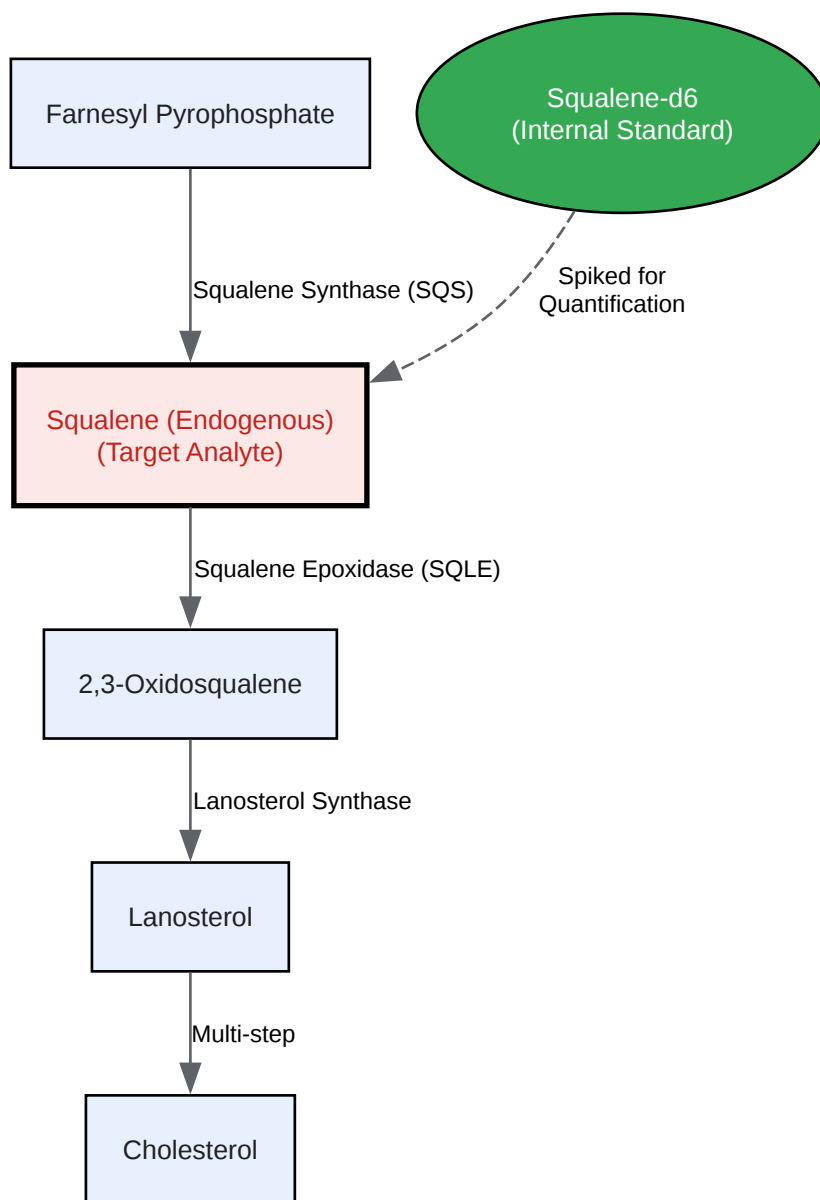 Farnesyl Pyrophosphate
Squalene-d6
(Internal Standard)
Squalene Synthase (SQS)
Spiked for
Quantification
Squalene (Endogenous)
(Target Analyte)
Squalene Epoxidase (SQLE)
2,3-Oxidosqualene
Lanosterol Synthase
Lanosterol
Multi-step
Cholesterol